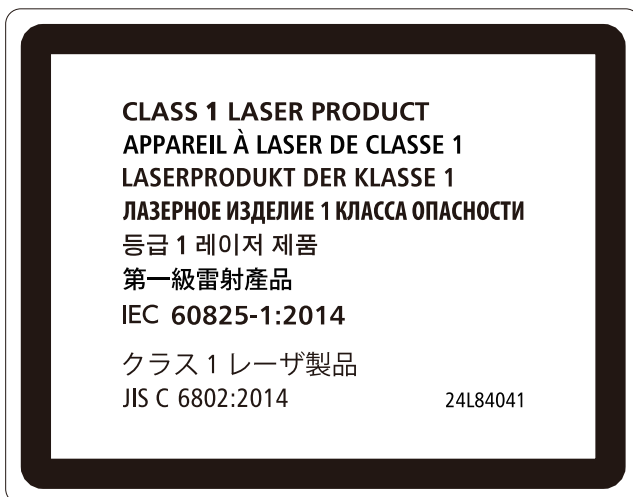 CLASS 1 LASER PRODUCT
APPAREIL À LASER DE CLASSE 1
LASERPRODUKT DER KLASSE 1
ЛАЗЕРНОЕ ИЗДЕЛИЕ 1 КЛАССА ОПАСНОСТИ
등급 1 레이저 제품
第一級雷射產品
IEC 60825-1:2014
クラス 1 レーザ製品
JIS C 6802:2014 24L84041